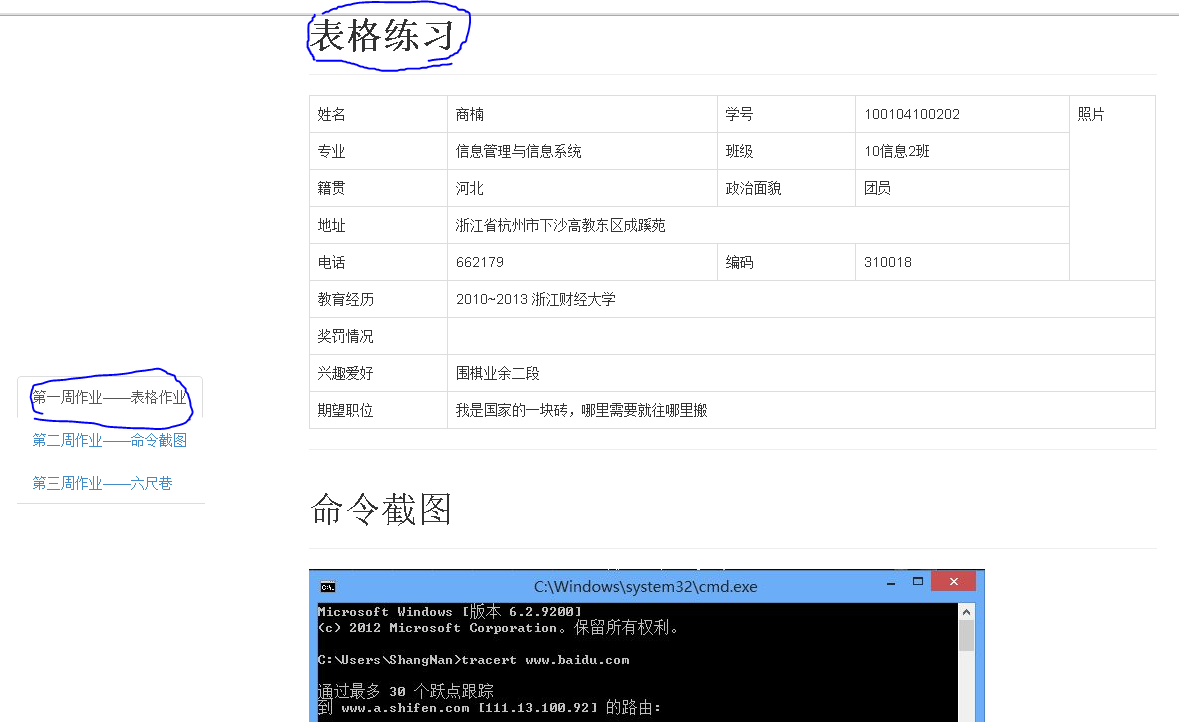 表格练习
姓名 商楠 学号 100104100202 照片
专业 信息管理与信息系统 班级 10信息2班
籍贯 河北 政治面貌 团员
地址 浙江省杭州市下沙高教东区成蹊苑
电话 662179 编码 310018
教育经历 2010~2013 浙江财经大学
奖罚情况
兴趣爱好 围棋业余二段
期望职位 我是国家的一块砖，哪里需要就往哪里搬
第一周作业——表格作业
第二周作业——命令截图
第三周作业——六尺巷
命令截图
C:\Windows\system32\cmd.exe
Microsoft Windows [版本 6.2.9200]
(c) 2012 Microsoft Corporation。保留所有权利。
C:\Users\ShangNan>tracert www.baidu.com
通过最多 30 个跃点跟踪
到 www.a.shifen.com [111.13.100.92] 的路由: